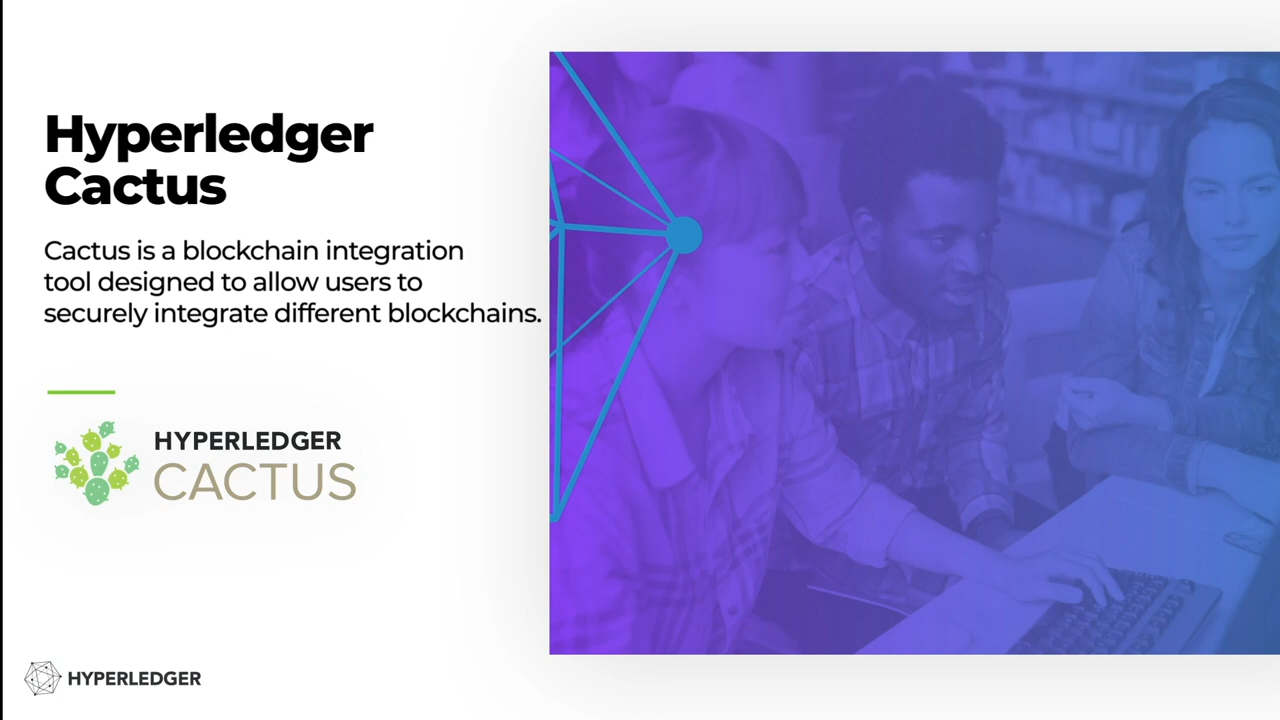 Hyperledger
Cactus
Cactus is a blockchain integration
tool designed to allow users to
securely integrate different blockchains.
HYPERLEDGER
CACTUS
HYPERLEDGER